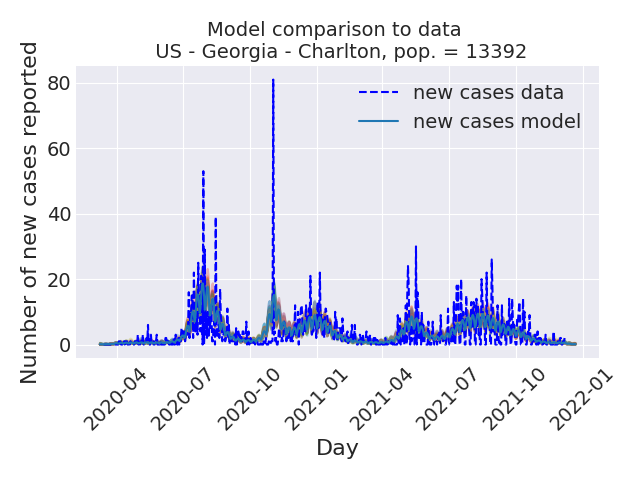 Model comparison to data
US - Georgia - Charlton, pop. = 13392
new cases data
new cases model
Number of new cases reported
80
60
40
20
0
2020-04
2020-07
2020-10
2021-01
2021-04
2021-07
2021-10
2022-01
Day